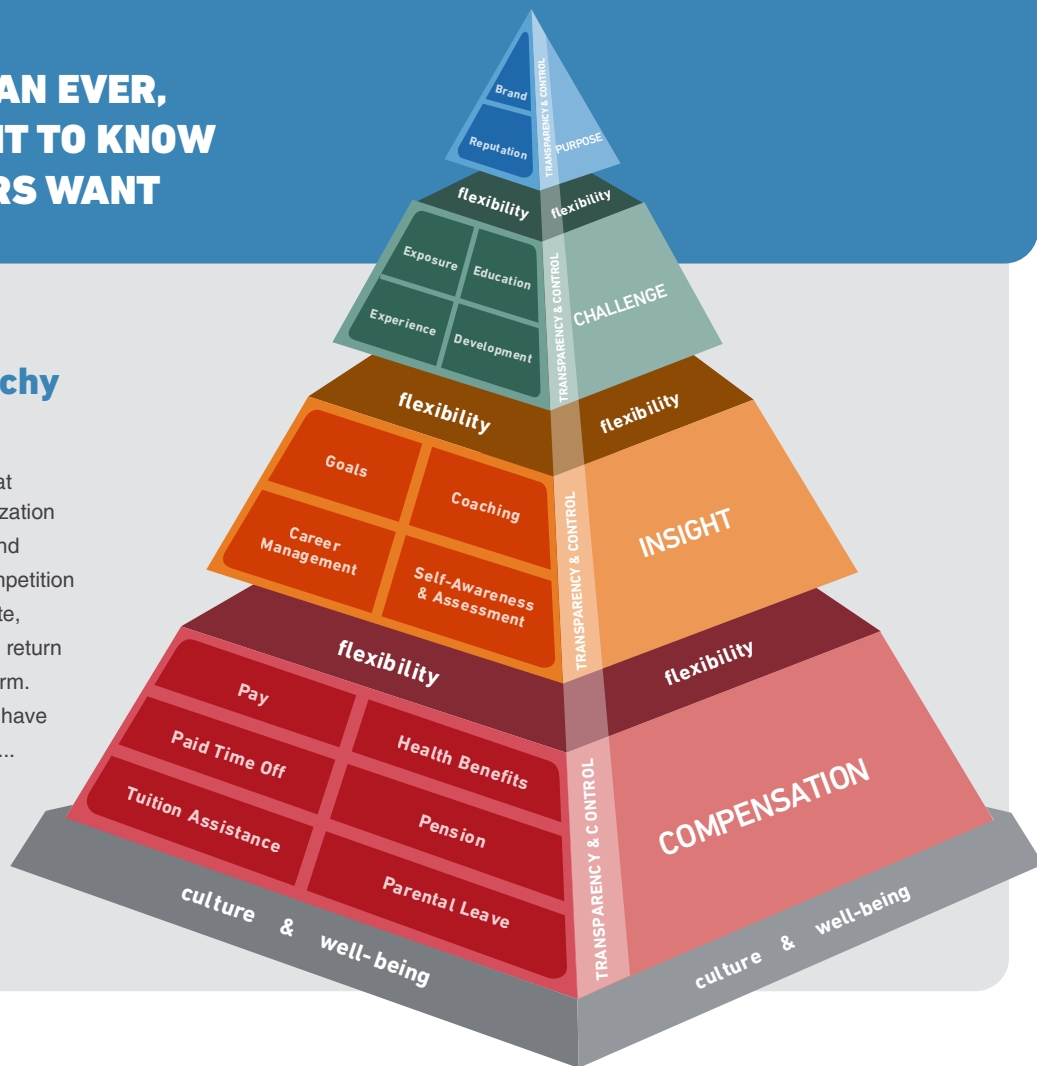 AN EVER,
TO KNOW
RS WANT
chy
at
zation
nd
mpetition
te,
return
rm.
have
...
Brand
Reputation
TRANSPARENCY & CONTROL
PURPOSE
flexibility
flexibility
Exposure
Education
Experience
Development
TRANSPARENCY & CONTROL
CHALLENGE
flexibility
flexibility
Goals
Coaching
Career
Management
Self-Awareness
& Assessment
TRANSPARENCY & CONTROL
INSIGHT
flexibility
flexibility
Pay
Health Benefits
Paid Time Off
Pension
Tuition Assistance
Parental Leave
TRANSPARENCY & CONTROL
COMPENSATION
culture & well-being
culture & well-being